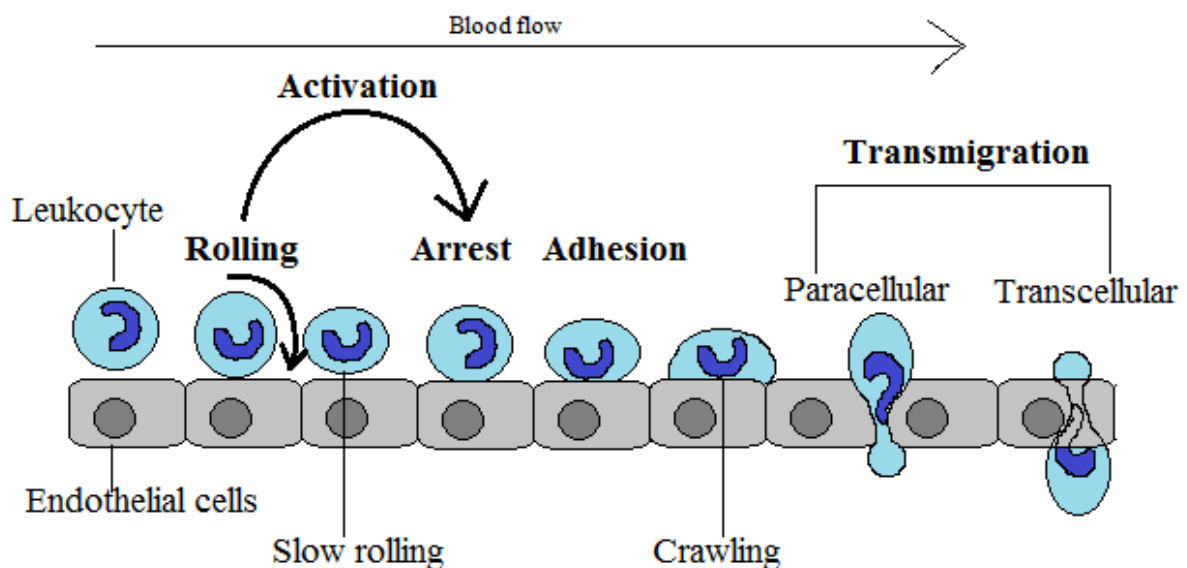 Blood flow
Activation
Transmigration
Leukocyte
Rolling
Arrest
Adhesion
Paracellular
Transcellular
Endothelial cells
Slow rolling
Crawling